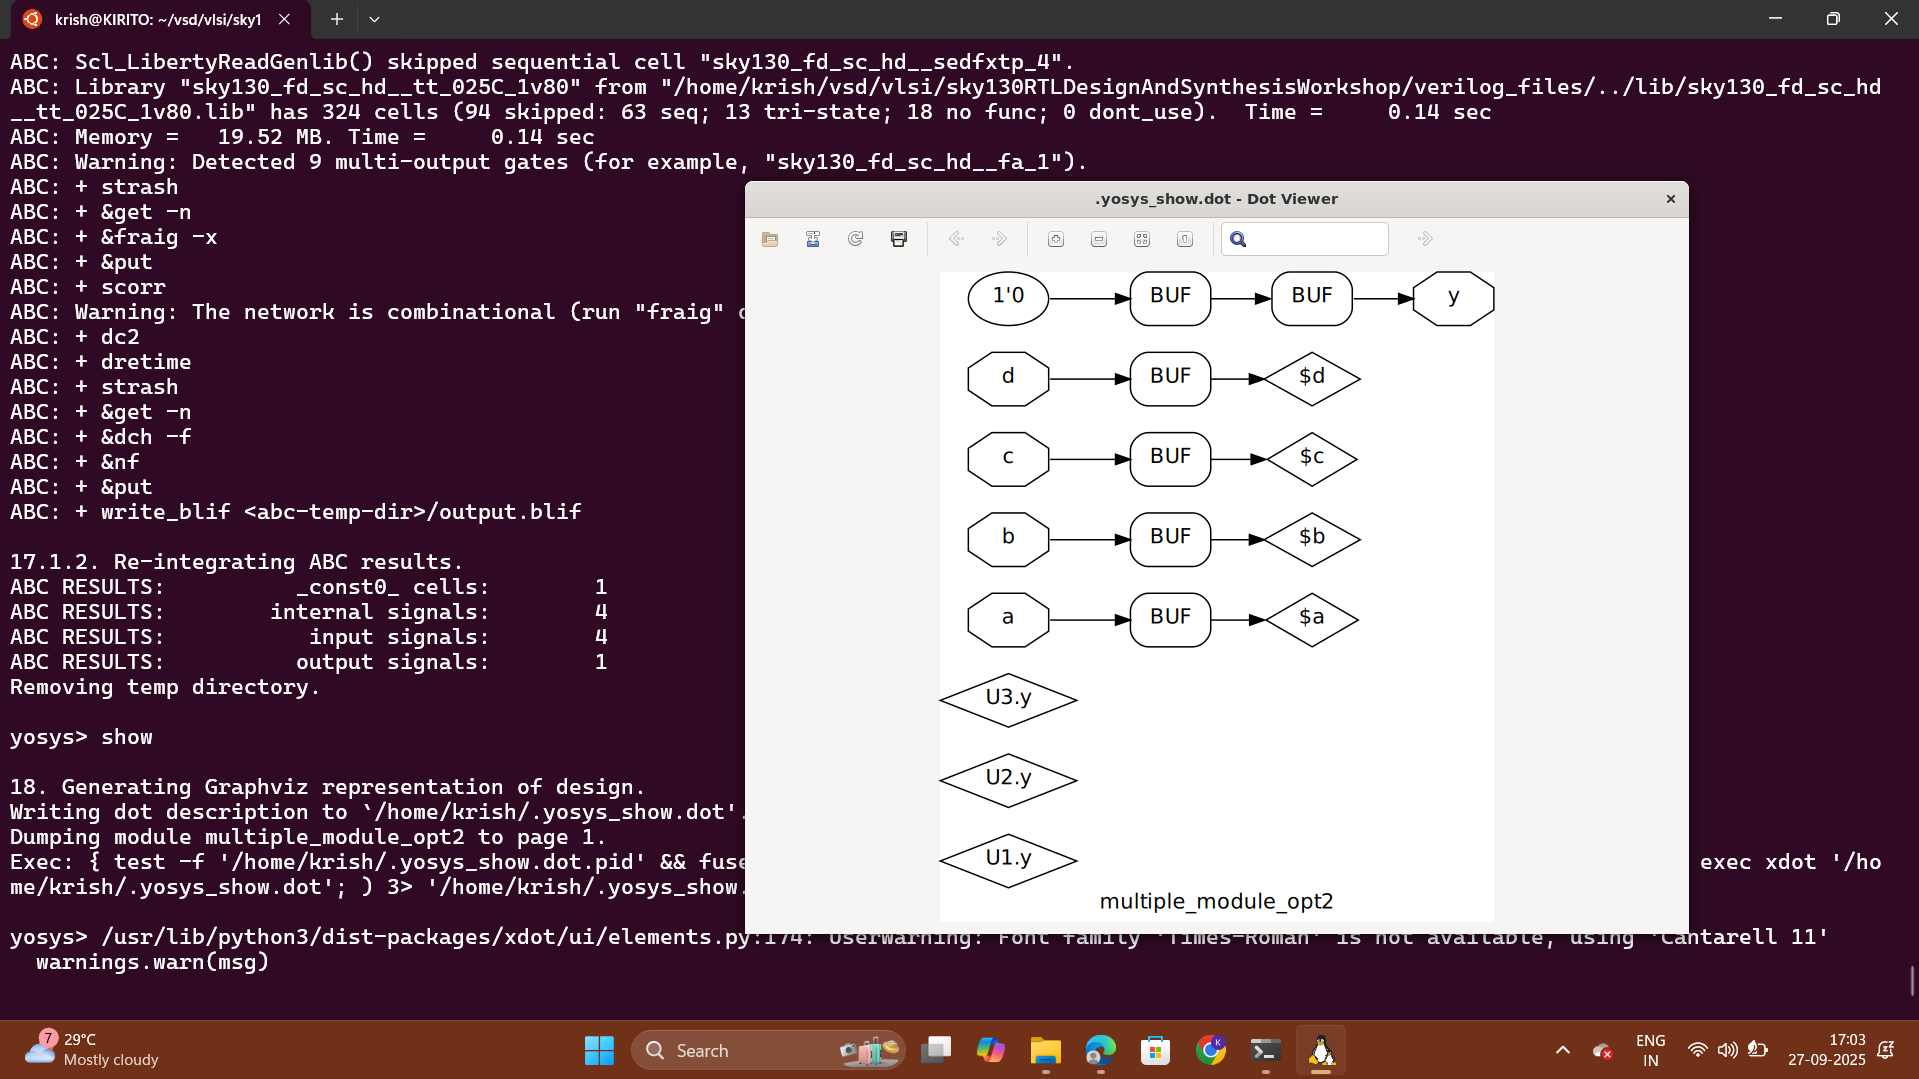 krish@KIRITO: ~/vsd/vlsi/sky1
ABC: Scl_LibertyReadGenlib() skipped sequential cell "sky130_fd_sc_hd__sedfxtp_4".
ABC: Library "sky130_fd_sc_hd__tt_025C_1v80" from "/home/krish/vsd/vlsi/sky130RTLDesignAndSynthesisWorkshop/verilog_files/../lib/sky130_fd_sc_hd
__tt_025C_1v80.lib" has 324 cells (94 skipped: 63 seq; 13 tri-state; 18 no func; 0 dont_use).  Time =     0.14 sec
ABC: Memory =   19.52 MB. Time =     0.14 sec
ABC: Warning: Detected 9 multi-output gates (for example, "sky130_fd_sc_hd__fa_1").
ABC: + strash
ABC: + &get -n
ABC: + &fraig -x
ABC: + &put
ABC: + scorr
ABC: Warning: The network is combinational (run "fraig"
ABC: + dc2
ABC: + dretime
ABC: + strash
ABC: + &get -n
ABC: + &dch -f
ABC: + &nf
ABC: + &put
ABC: + write_blif <abc-temp-dir>/output.blif
17.1.2. Re-integrating ABC results.
ABC RESULTS:          _const0_ cells:        1
ABC RESULTS:        internal signals:        4
ABC RESULTS:           input signals:        4
ABC RESULTS:          output signals:        1
Removing temp directory.
yosys> show
18. Generating Graphviz representation of design.
Writing dot description to `/home/krish/.yosys_show.dot'.
Dumping module multiple_module_opt2 to page 1.
Exec: { test -f '/home/krish/.yosys_show.dot.pid' && fuse exec xdot '/ho
me/krish/.yosys_show.dot'; ) 3> '/home/krish/.yosys_show.
yosys> /usr/lib/python3/dist-packages/xdot/ui/elements.py:174: UserWarning: Font family 'Times-Roman' is not available, using 'Cantarell 11'
warnings.warn(msg)
.yosys_show.dot - Dot Viewer
1'0 BUF BUF y
d BUF $d
c BUF $c
b BUF $b
a BUF $a
U3.y
U2.y
U1.y
multiple_module_opt2
7
29°C
Mostly cloudy
Search
K
ENG
IN
17:03
27-09-2025